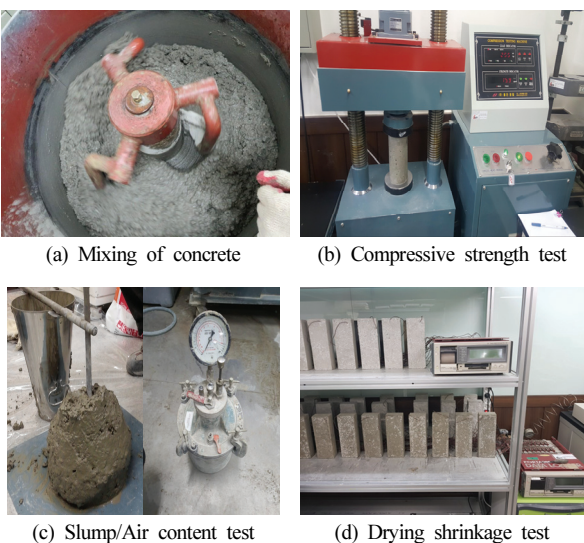 (a) Mixing of concrete
(b) Compressive strength test
(c) Slump/Air content test
(d) Drying shrinkage test